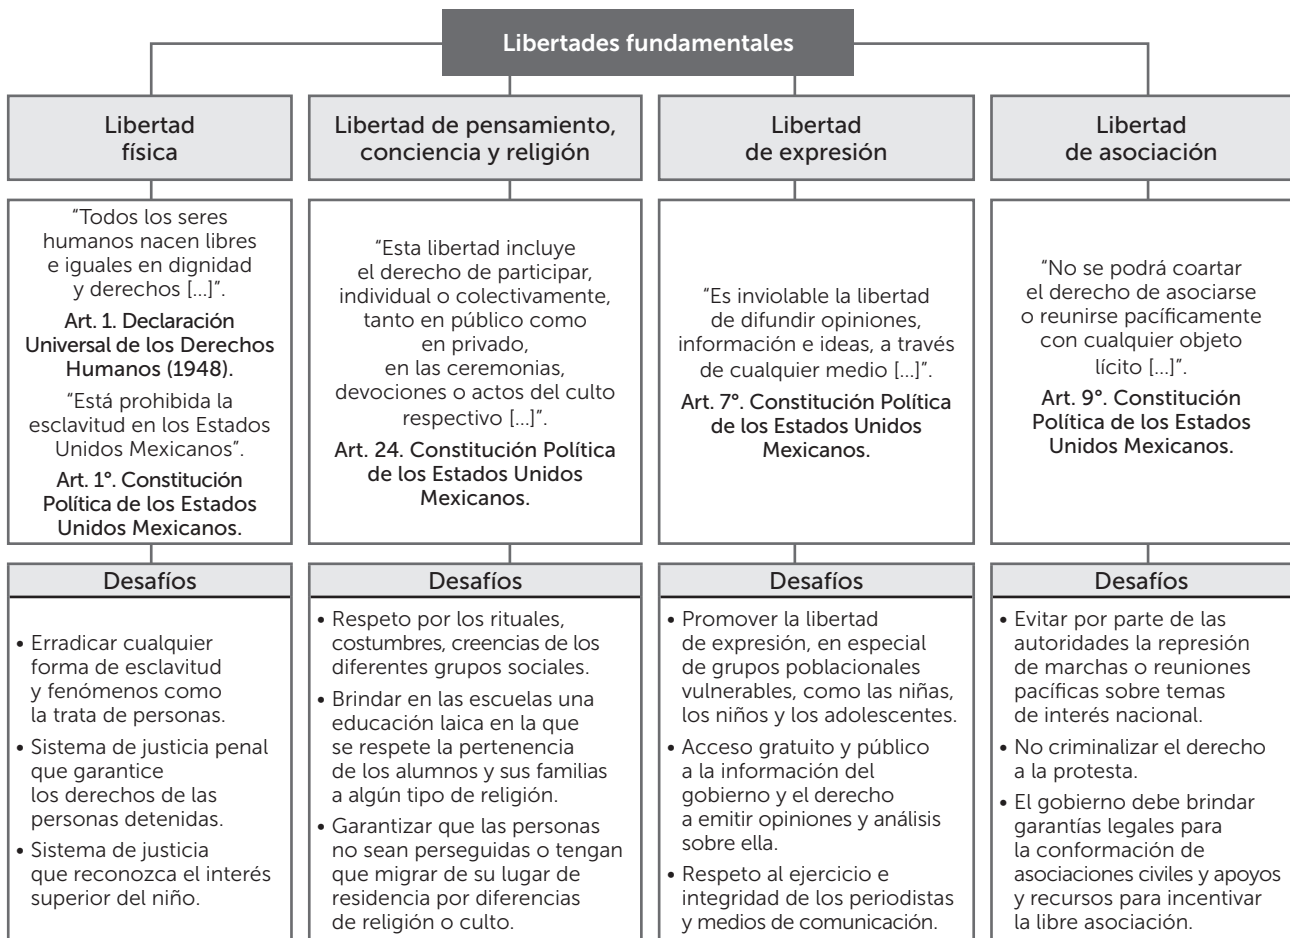 Libertades fundamentales
Libertad
física
"Todos los seres
humanos nacen libres
e iguales en dignidad
y derechos [...]".
Art. 1. Declaración
Universal de los Derechos
Humanos (1948).
"Está prohibida la
esclavitud en los Estados
Unidos Mexicanos".
Art. 1°. Constitución
Política de los Estados
Unidos Mexicanos.
Desafíos
• Erradicar cualquier
forma de esclavitud
y fenómenos como
la trata de personas.
• Sistema de justicia penal
que garantice
los derechos de las
personas detenidas.
• Sistema de justicia
que reconozca el interés
superior del niño.
Libertad de pensamiento,
conciencia y religión
"Esta libertad incluye
el derecho de participar,
individual o colectivamente,
tanto en público como
en privado,
en las ceremonias,
devociones o actos del culto
respectivo [...]".
Art. 24. Constitución Política
de los Estados Unidos
Mexicanos.
Desafíos
• Respeto por los rituales,
costumbres, creencias de los
diferentes grupos sociales.
• Brindar en las escuelas una
educación laica en la que
se respete la pertenencia
de los alumnos y sus familias
a algún tipo de religión.
• Garantizar que las personas
no sean perseguidas o tengan
que migrar de su lugar de
residencia por diferencias
de religión o culto.
Libertad
de expresión
"Es inviolable la libertad
de difundir opiniones,
información e ideas, a través
de cualquier medio [...]".
Art. 7°. Constitución Política
de los Estados Unidos
Mexicanos.
Desafíos
• Promover la libertad
de expresión, en especial
de grupos poblacionales
vulnerables, como las niñas,
los niños y los adolescentes.
• Acceso gratuito y público
a la información del
gobierno y el derecho
a emitir opiniones y análisis
sobre ella.
• Respeto al ejercicio e
integridad de los periodistas
y medios de comunicación.
Libertad
de asociación
"No se podrá coartar
el derecho de asociarse
o reunirse pacíficamente
con cualquier objeto
lícito [...]".
Art. 9°. Constitución
Política de los Estados
Unidos Mexicanos.
Desafíos
• Evitar por parte de las
autoridades la represión
de marchas o reuniones
pacíficas sobre temas
de interés nacional.
• No criminalizar el derecho
a la protesta.
• El gobierno debe brindar
garantías legales para
la conformación de
asociaciones civiles y apoyos
y recursos para incentivar
la libre asociación.